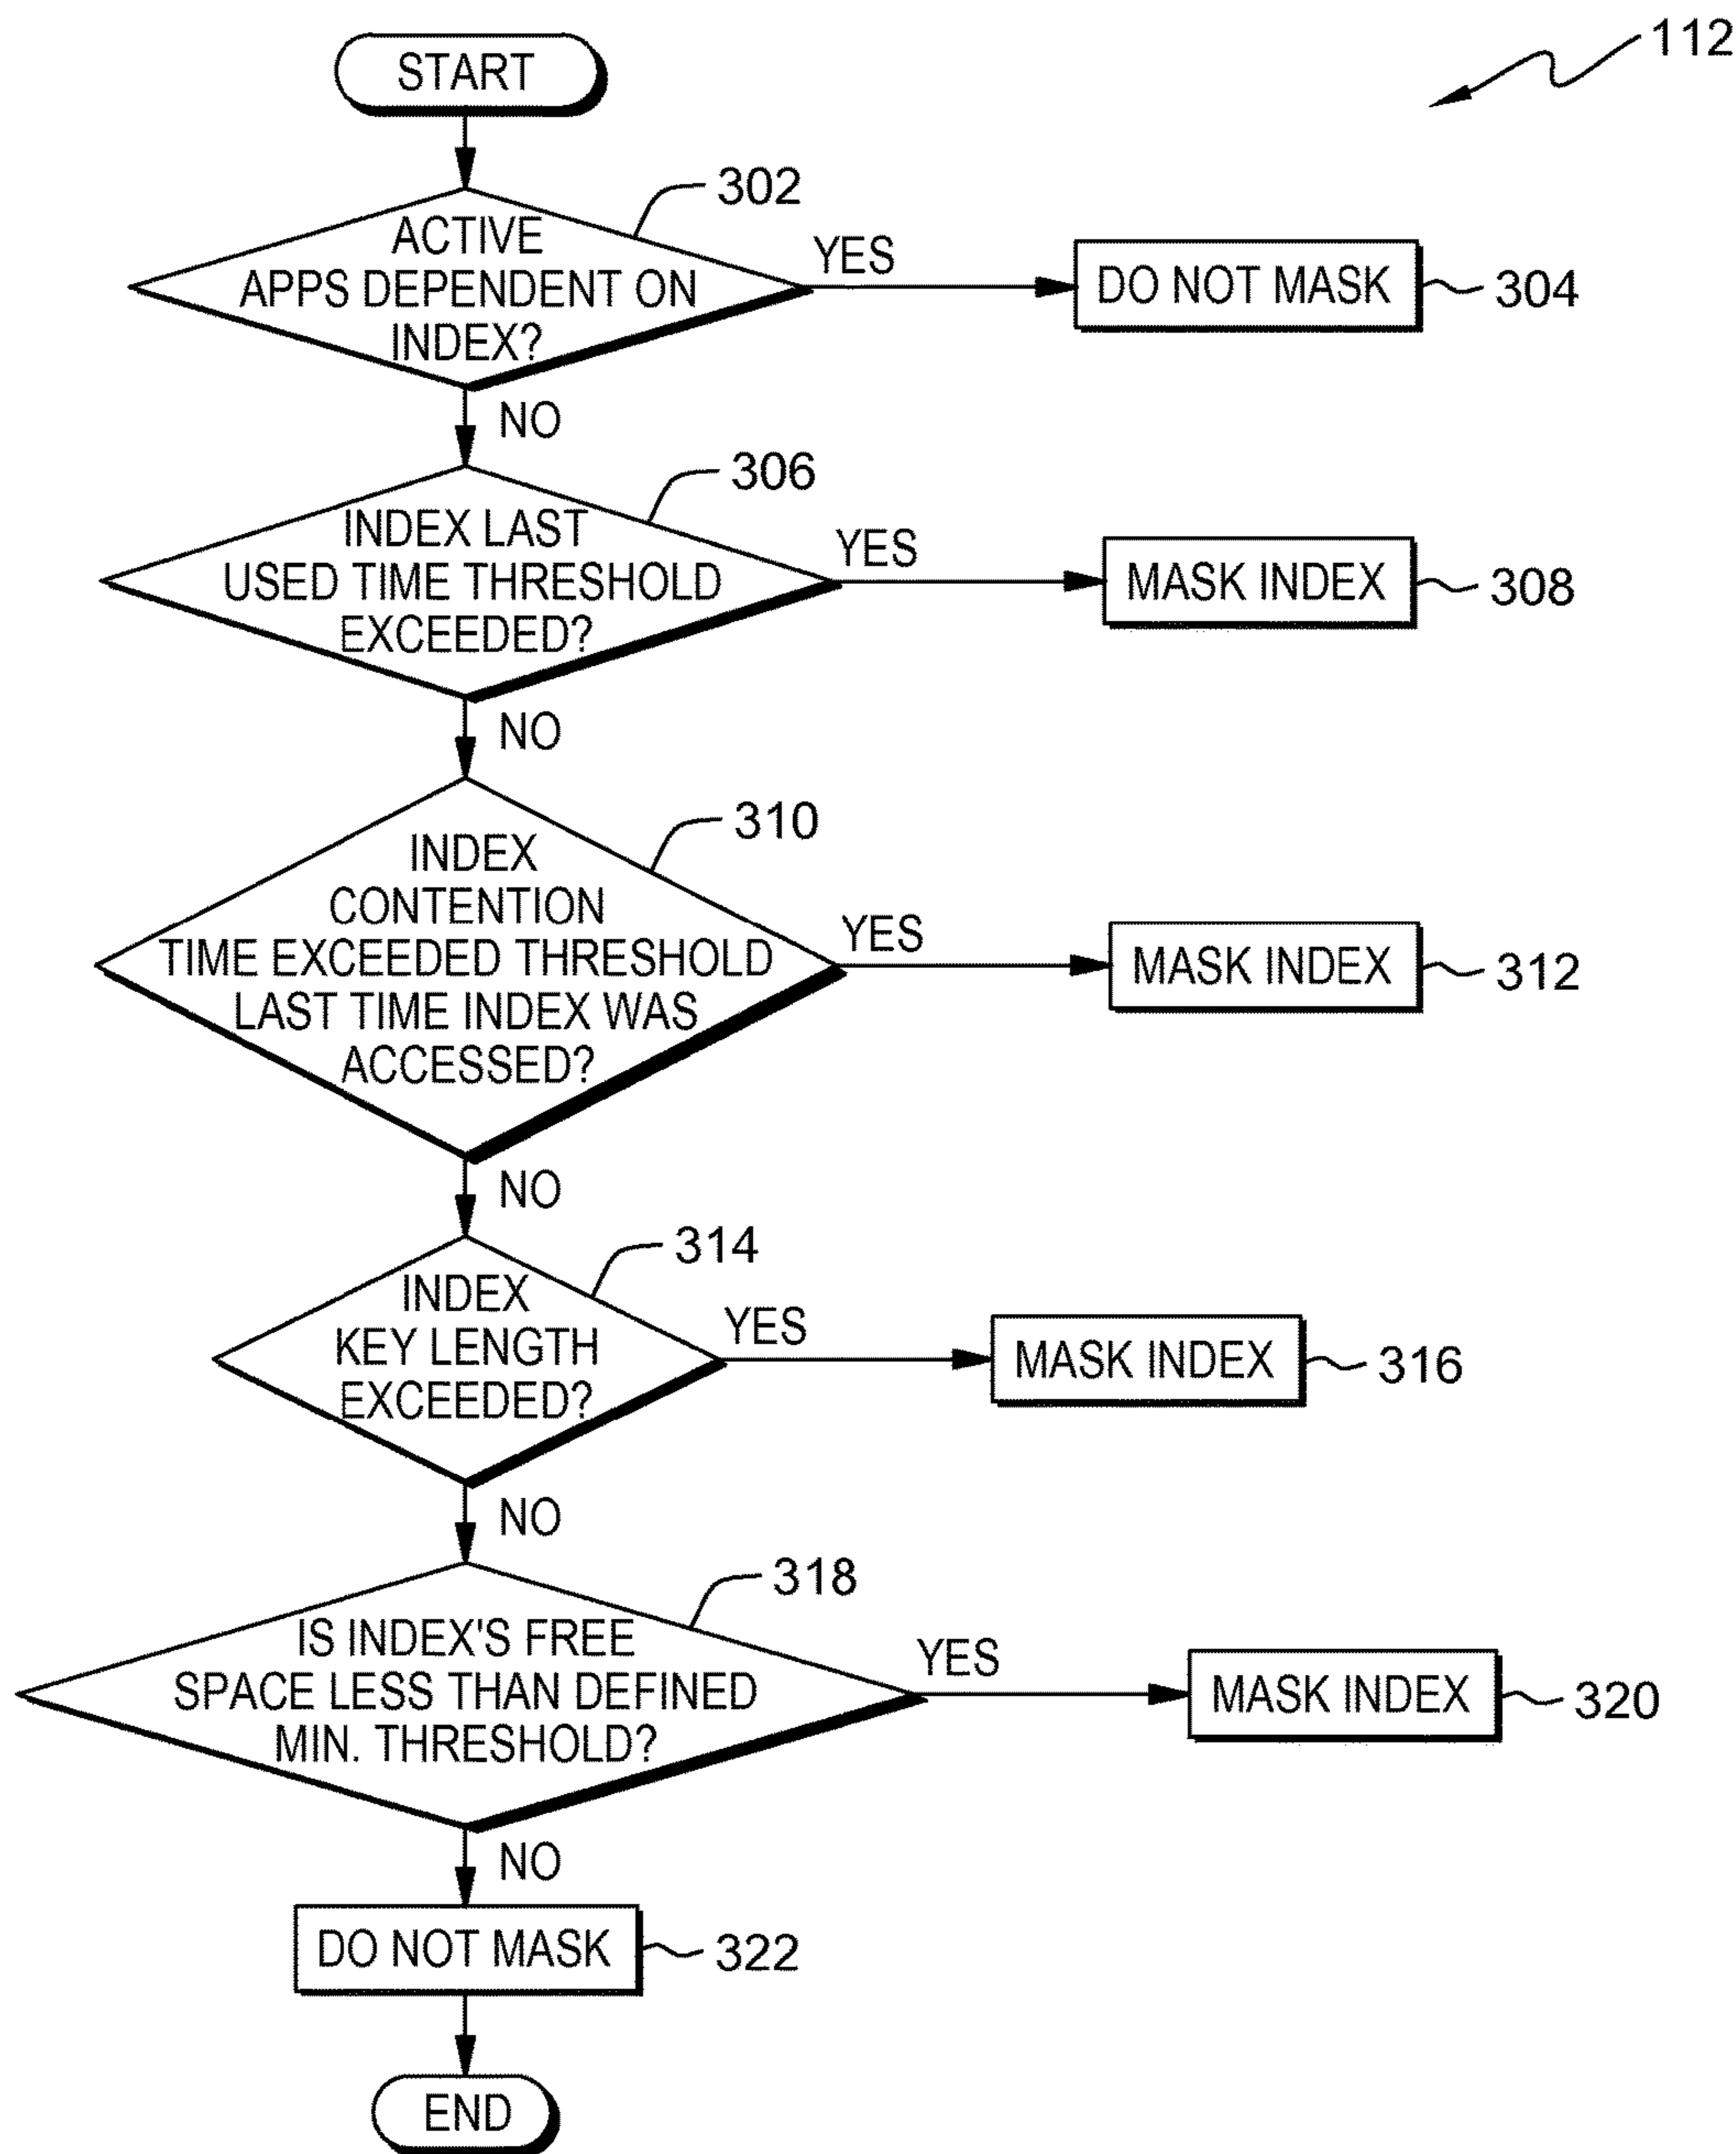 112
START
302
ACTIVE
APPS DEPENDENT ON
INDEX?
YES
DO NOT MASK
304
NO
306
INDEX LAST
USED TIME THRESHOLD
EXCEEDED?
YES
MASK INDEX
308
NO
310
INDEX
CONTENTION
TIME EXCEEDED THRESHOLD
LAST TIME INDEX WAS
ACCESSED?
YES
MASK INDEX
312
NO
314
INDEX
KEY LENGTH
EXCEEDED?
YES
MASK INDEX
316
NO
318
IS INDEX'S FREE
SPACE LESS THAN DEFINED
MIN. THRESHOLD?
YES
MASK INDEX
320
NO
DO NOT MASK
322
END